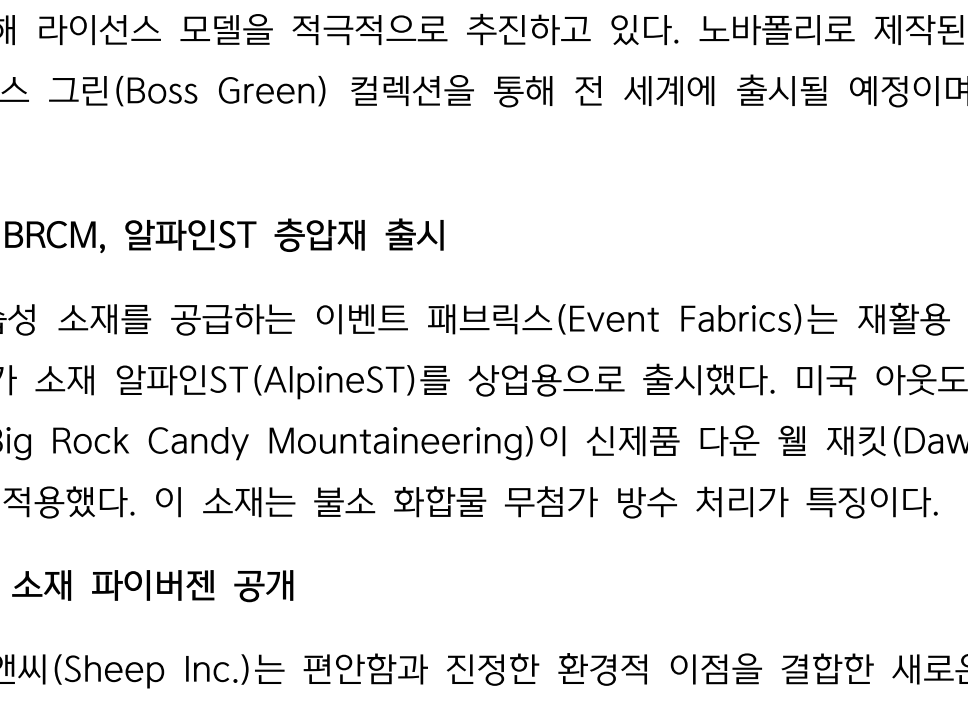 해 라이선스 모델을 적극적으로 추진하고 있다. 노바폴리로 제작된
스 그린(Boss Green) 컬렉션을 통해 전 세계에 출시될 예정이며
BRCM, 알파인ST 층압재 출시
습성 소재를 공급하는 이벤트 패브릭스(Event Fabrics)는 재활용
가 소재 알파인ST(AlpineST)를 상업용으로 출시했다. 미국 아웃도
Big Rock Candy Mountaineering)이 신제품 다운 웰 재킷(Daw
적용했다. 이 소재는 불소 화합물 무첨가 방수 처리가 특징이다.
소재 파이버젠 공개
앤씨(Sheep Inc.)는 편안함과 진정한 환경적 이점을 결합한 새로운